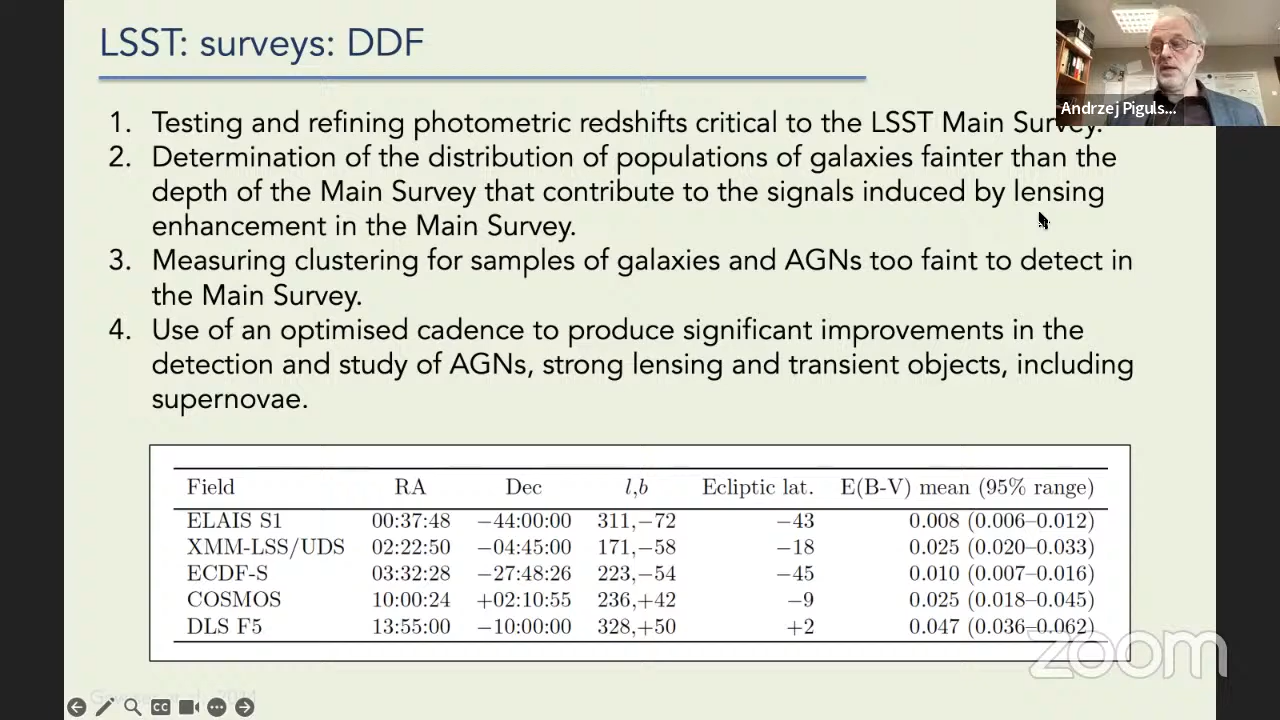 LSST: surveys: DDF
Andrzej Piguls...
1. Testing and refining photometric redshifts critical to the LSST Main Survey.
2. Determination of the distribution of populations of galaxies fainter than the
depth of the Main Survey that contribute to the signals induced by lensing
enhancement in the Main Survey.
3. Measuring clustering for samples of galaxies and AGNs too faint to detect in
the Main Survey.
4. Use of an optimised cadence to produce significant improvements in the
detection and study of AGNs, strong lensing and transient objects, including
supernovae.
Field RA Dec l,b Ecliptic lat. E(B-V) mean (95% range)
ELAIS S1 00:37:48 −44:00:00 311,−72 −43 0.008 (0.006–0.012)
XMM-LSS/UDS 02:22:50 −04:45:00 171,−58 −18 0.025 (0.020–0.033)
ECDF-S 03:32:28 −27:48:26 223,−54 −45 0.010 (0.007–0.016)
COSMOS 10:00:24 +02:10:55 236,+42 −9 0.025 (0.018–0.045)
DLS F5 13:55:00 −10:00:00 328,+50 +2 0.047 (0.036–0.062)
zoom
CC